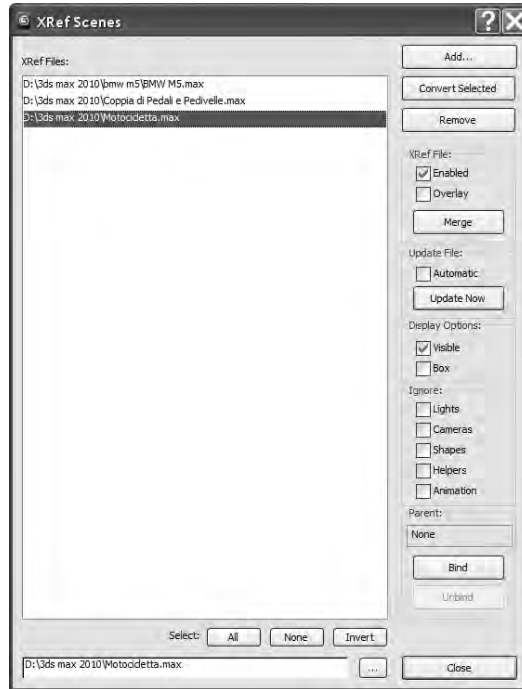 XRef Scenes
XRef Files:
D:\3ds max 2010\bmw m5\BMW M5.max
D:\3ds max 2010\Coppia di Pedali e Pedivelle.max
D:\3ds max 2010\Motocidetta.max
Add...
Convert Selected
Remove
XRef File:
Enabled
Overlay
Merge
Update File:
Automatic
Update Now
Display Options:
Visible
Box
Ignore:
Lights
Cameras
Shapes
Helpers
Animation
Parent:
None
Bind
Unbind
Select: All None Invert
D:\3ds max 2010\Motocidetta.max
...
Close